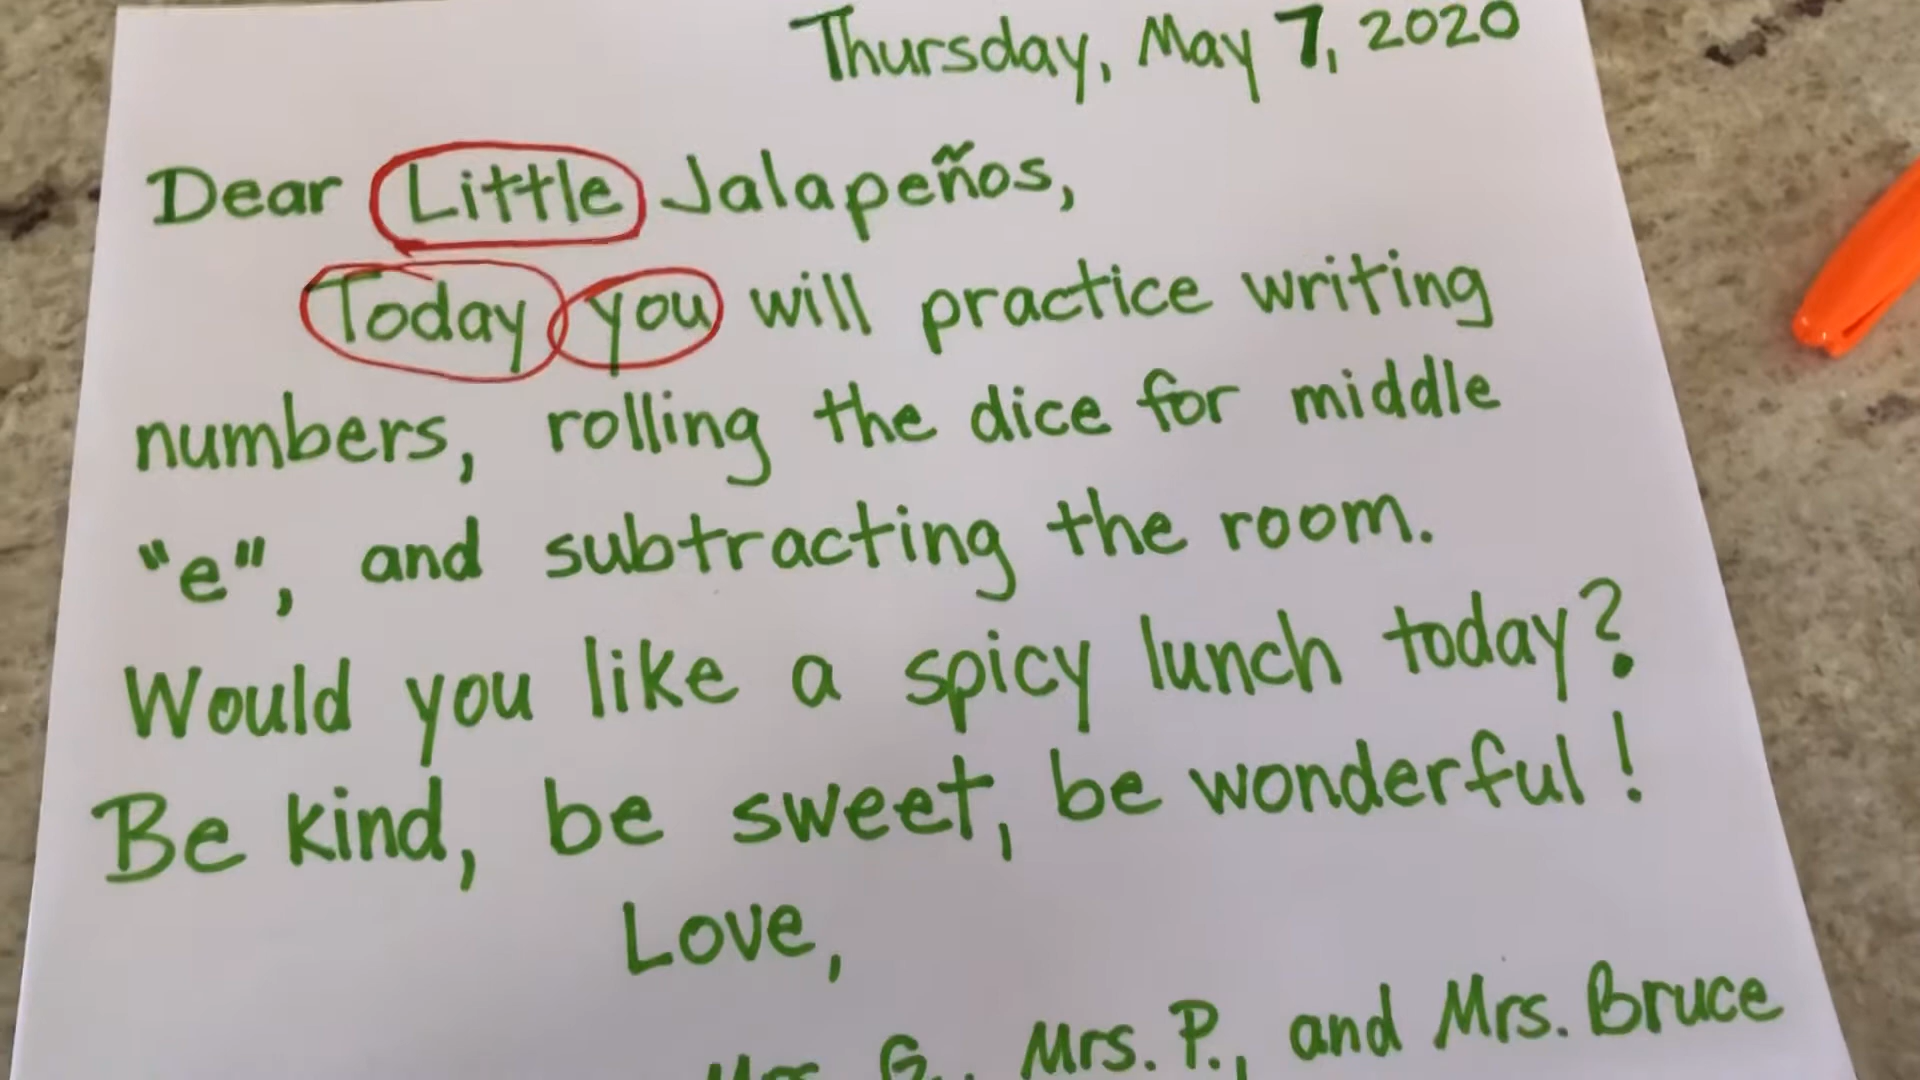 Thursday, May 7, 2020
Dear Little Jalapeños,
Today you will practice writing
numbers, rolling the dice for middle
"e", and subtracting the room.
Would you like a spicy lunch today?
Be kind, be sweet, be wonderful!
Love,
Mrs. G., Mrs. P., and Mrs. Bruce